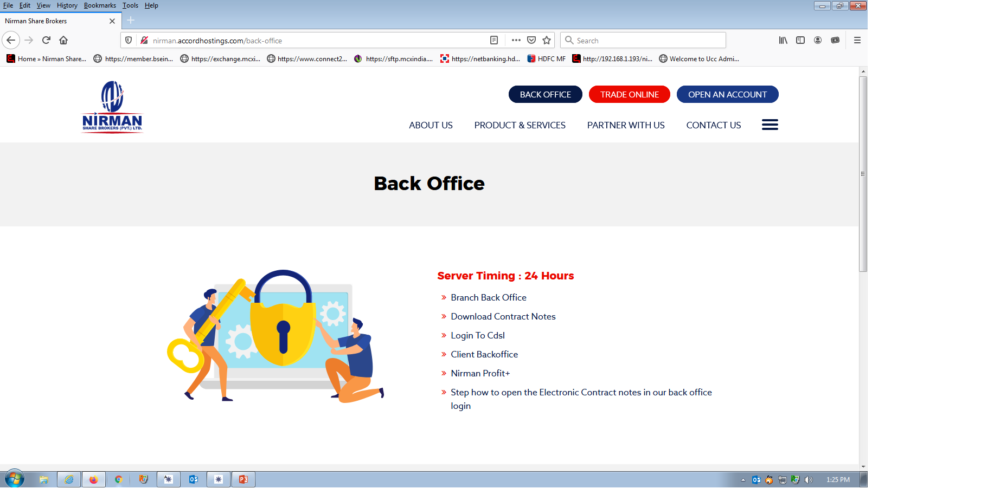 File Edit View History Bookmarks Tools Help
Nirman Share Brokers
nirman.accordhostings.com/back-office
Search
Home » Nirman Share... https://member.bsein... https://exchange.mcxi... https://www.connect2... https://sftp.mcxindia.... https://netbanking.hd... HDFC MF http://192.168.1.193/ni... Welcome to Ucc Admi...
NIRMAN
SHARE BROKERS (PVT.) LTD.
BACK OFFICE TRADE ONLINE OPEN AN ACCOUNT
ABOUT US PRODUCT & SERVICES PARTNER WITH US CONTACT US
Back Office
Server Timing : 24 Hours
Branch Back Office
Download Contract Notes
Login To Cdsl
Client Backoffice
Nirman Profit+
Step how to open the Electronic Contract notes in our back office
login
1:25 PM